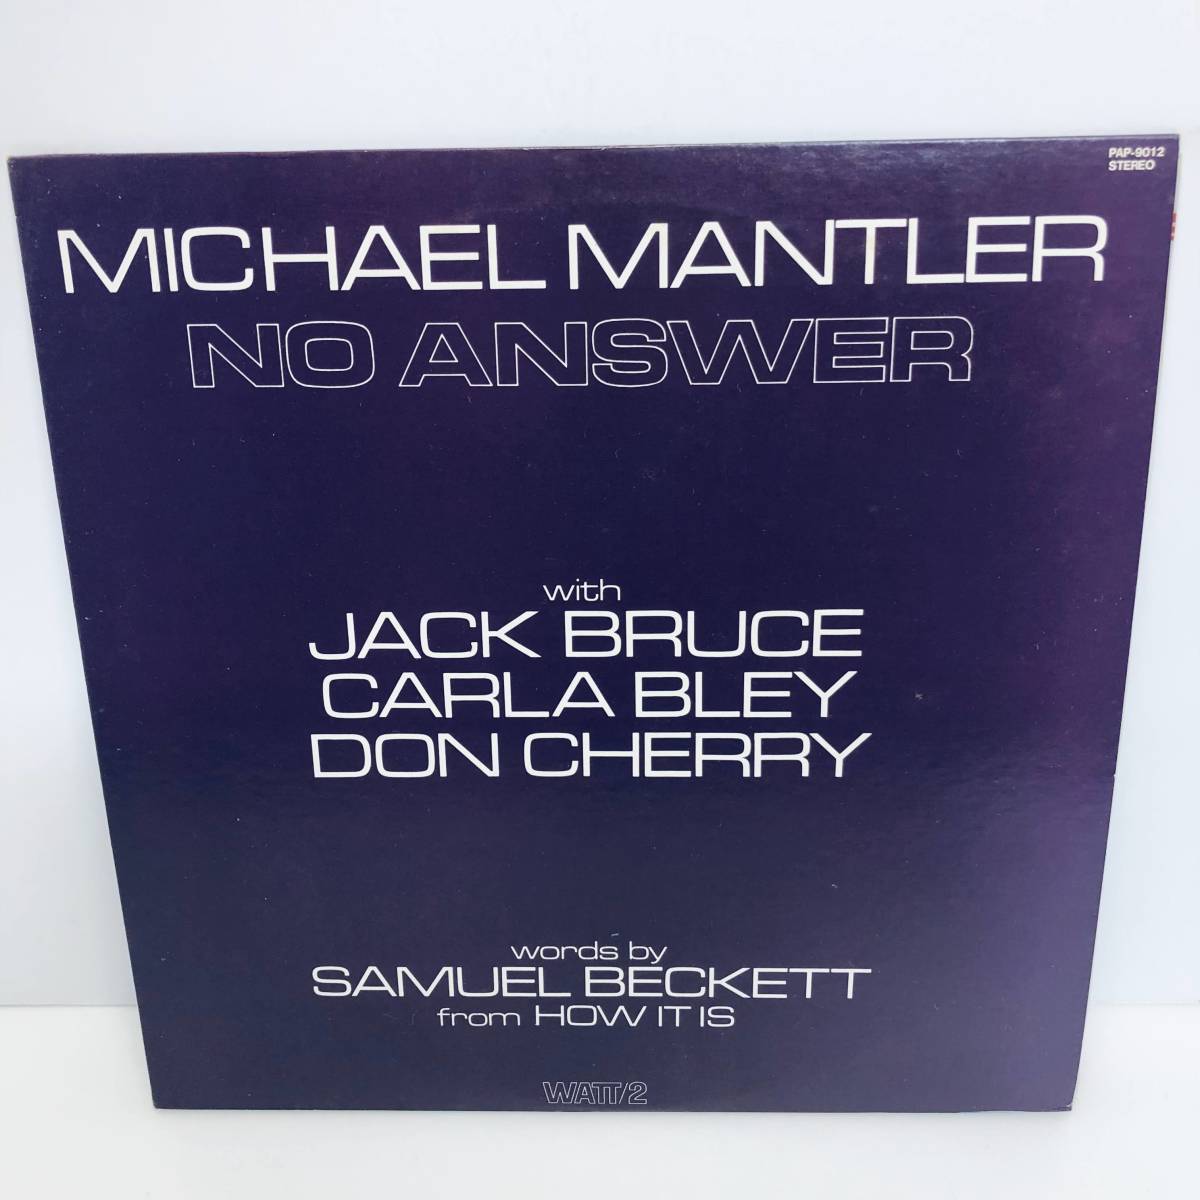 PAP-9012
STEREO
MICHAEL MANTLER
NO ANSWER
with
JACK BRUCE
CARLA BLEY
DON CHERRY
words by
SAMUEL BECKETT
from HOW IT IS
WATT/2